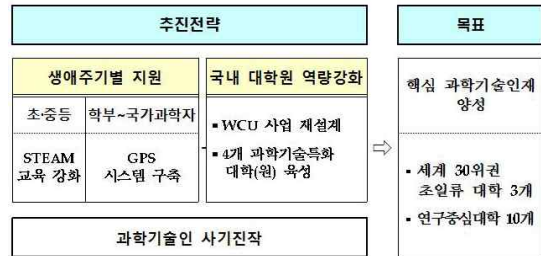 추진전략
목표
생애주기별 지원
국내 대학원 역량강화
초·중등
학부~국가과학자
STEAM
교육 강화
GPS
시스템 구축
▪ WCU 사업 재설계
▪ 4개 과학기술특화
대학(원) 육성
과학기술인 사기진작
핵심 과학기술인재
양성
▪ 세계 30위권
초일류 대학 3개
▪ 연구중심대학 10개